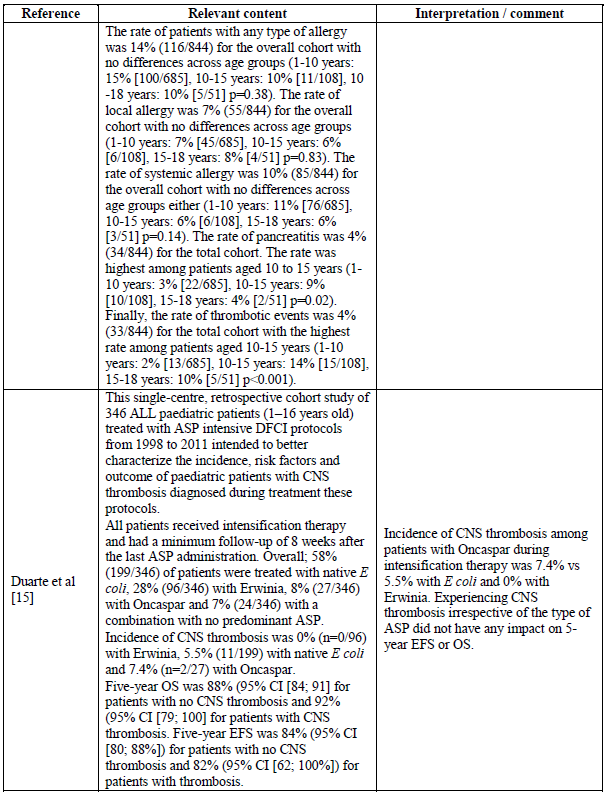 Reference
Relevant content
Interpretation / comment
The rate of patients with any type of allergy
was 14% (116/844) for the overall cohort with
no differences across age groups (1-10 years:
15% [100/685], 10-15 years: 10% [11/108], 10
-18 years: 10% [5/51] p=0.38). The rate of
local allergy was 7% (55/844) for the overall
cohort with no differences across age groups
(1-10 years: 7% [45/685], 10-15 years: 6%
[6/108], 15-18 years: 8% [4/51] p=0.83). The
rate of systemic allergy was 10% (85/844) for
the overall cohort with no differences across
age groups either (1-10 years: 11% [76/685],
10-15 years: 6% [6/108], 15-18 years: 6%
[3/51] p=0.14). The rate of pancreatitis was 4%
(34/844) for the total cohort. The rate was
highest among patients aged 10 to 15 years (1-
10 years: 3% [22/685], 10-15 years: 9%
[10/108], 15-18 years: 4% [2/51] p=0.02).
Finally, the rate of thrombotic events was 4%
(33/844) for the total cohort with the highest
rate among patients aged 10-15 years (1-10
years: 2% [13/685], 10-15 years: 14% [15/108],
15-18 years: 10% [5/51] p<0.001).
Duarte et al
[15]
This single-centre, retrospective cohort study of
346 ALL paediatric patients (1–16 years old)
treated with ASP intensive DFCI protocols
from 1998 to 2011 intended to better
characterize the incidence, risk factors and
outcome of paediatric patients with CNS
thrombosis diagnosed during treatment these
protocols.
All patients received intensification therapy
and had a minimum follow-up of 8 weeks after
the last ASP administration. Overall; 58%
(199/346) of patients were treated with native E
coli, 28% (96/346) with Erwinia, 8% (27/346)
with Oncaspar and 7% (24/346) with a
combination with no predominant ASP.
Incidence of CNS thrombosis was 0% (n=0/96)
with Erwinia, 5.5% (11/199) with native E coli
and 7.4% (n=2/27) with Oncaspar.
Five-year OS was 88% (95% CI [84; 91] for
patients with no CNS thrombosis and 92%
(95% CI [79; 100] for patients with CNS
thrombosis. Five-year EFS was 84% (95% CI
[80; 88%]) for patients with no CNS
thrombosis and 82% (95% CI [62; 100%]) for
patients with thrombosis.
Incidence of CNS thrombosis among
patients with Oncaspar during
intensification therapy was 7.4% vs
5.5% with E coli and 0% with
Erwinia. Experiencing CNS
thrombosis irrespective of the type of
ASP did not have any impact on 5-
year EFS or OS.